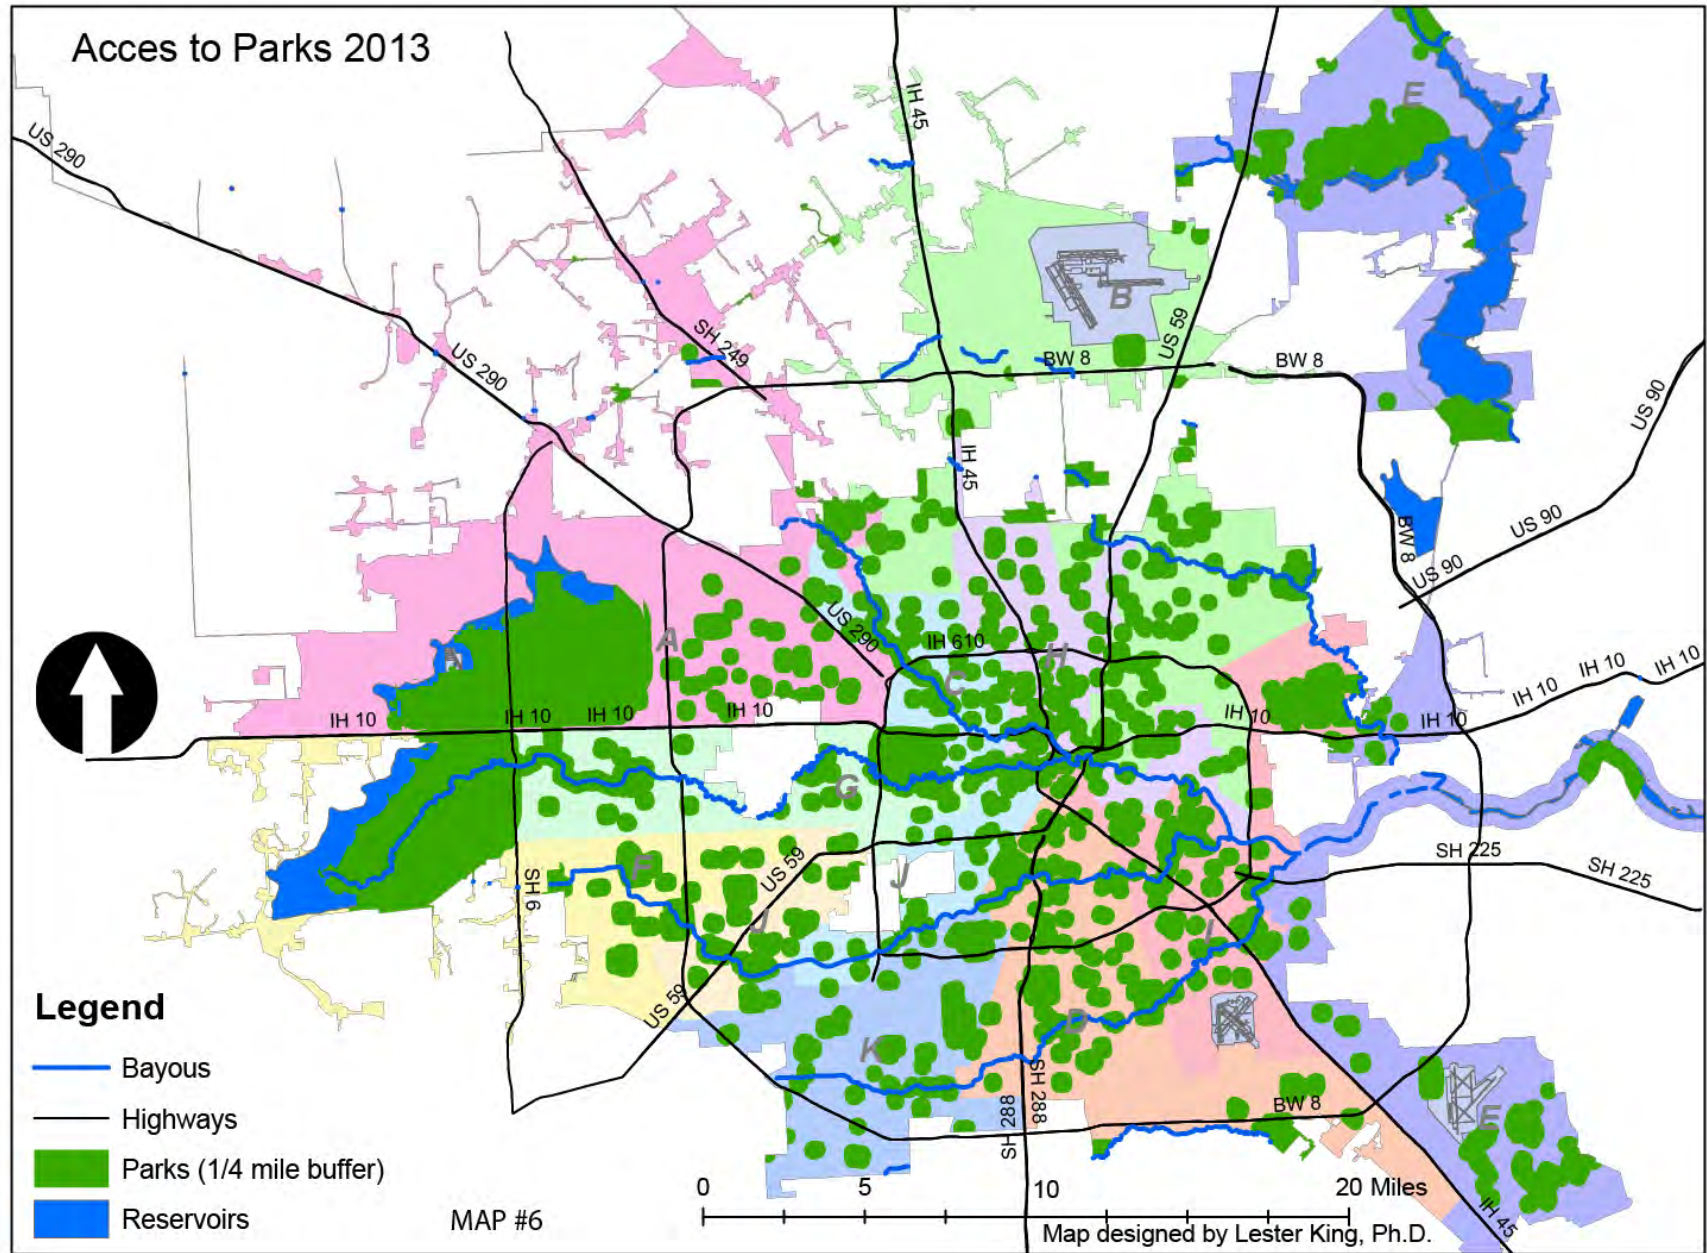 Acces to Parks 2013
US 290
IH 45
E
B
US 59
SH 249
US 290
BW 8
BW 8
US 90
IH 45
BW 8
US 90
US 90
US 290
A
A
IH 610
H
C
IH 10
IH 10
IH 10
IH 10
IH 10
IH 10
IH 10
IH 10
IH 10
G
F
US 59
J
SH 6
J
SH 225
SH 225
I
US 59
D
K
SH 288
SH 288
BW 8
E
IH 45
Legend
Bayous
Highways
Parks (1/4 mile buffer)
Reservoirs
MAP #6
0 5 10 20 Miles
Map designed by Lester King, Ph.D.